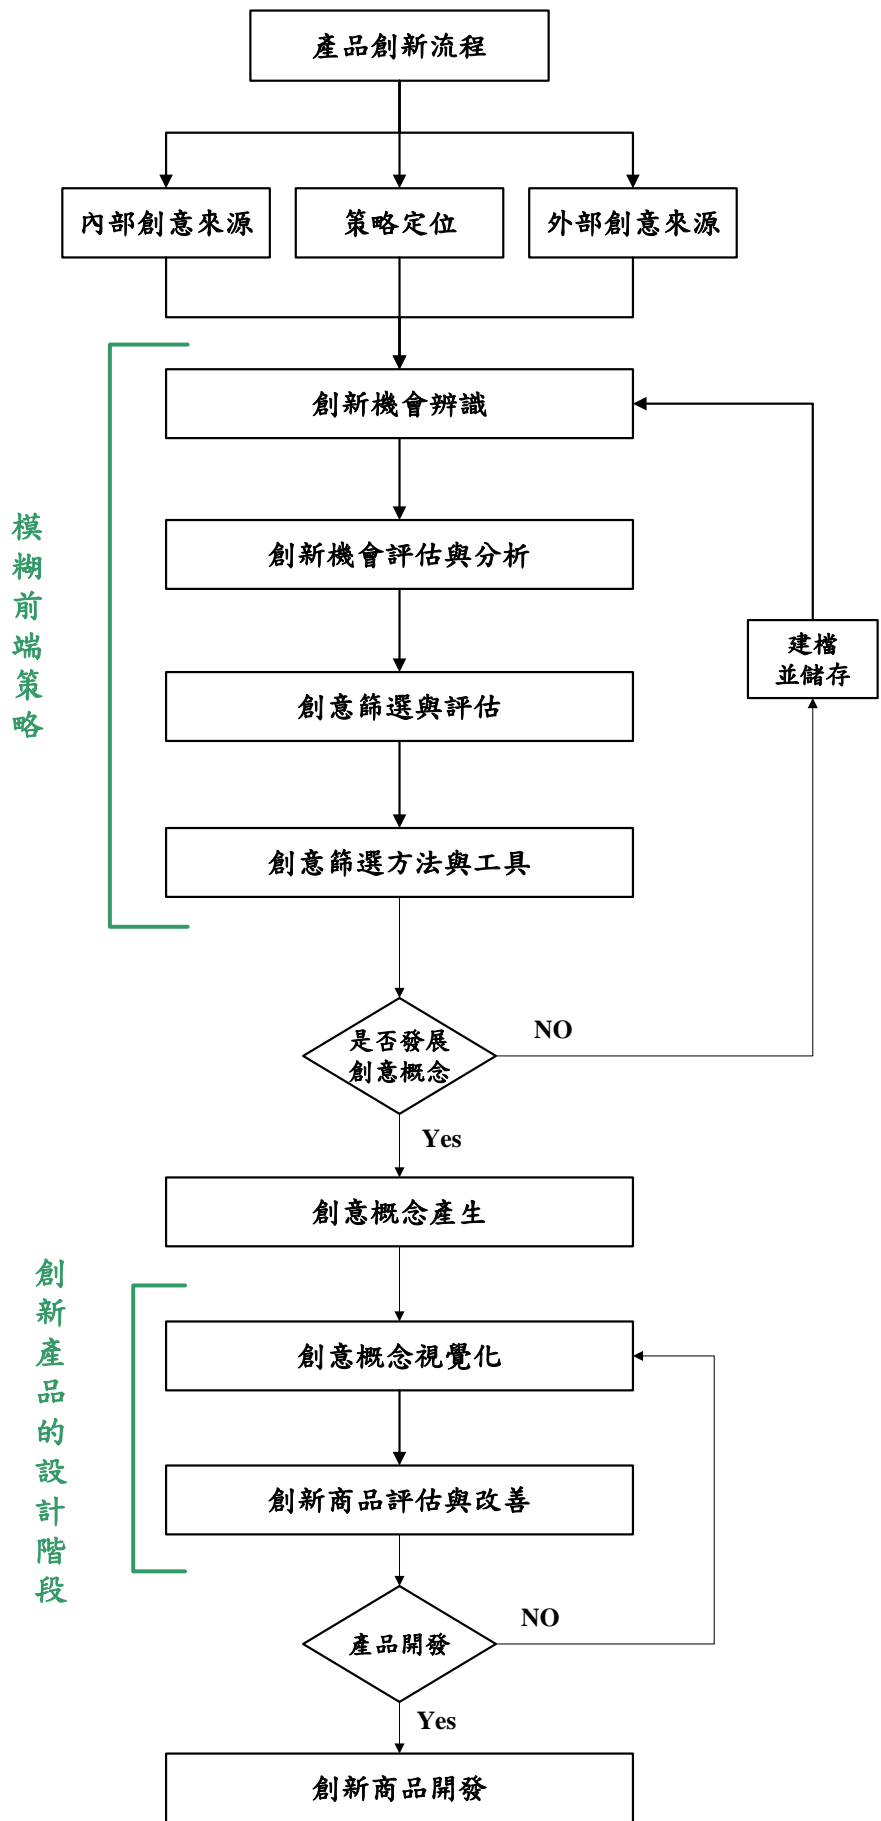 產品創新流程
內部創意來源
策略定位
外部創意來源
創新機會辨識
模糊前端策略
創新機會評估與分析
建檔
並儲存
創意篩選與評估
創意篩選方法與工具
是否發展
創意概念
NO
Yes
創意概念產生
創新產品的設計階段
創意概念視覺化
創新商品評估與改善
產品開發
NO
Yes
創新商品開發